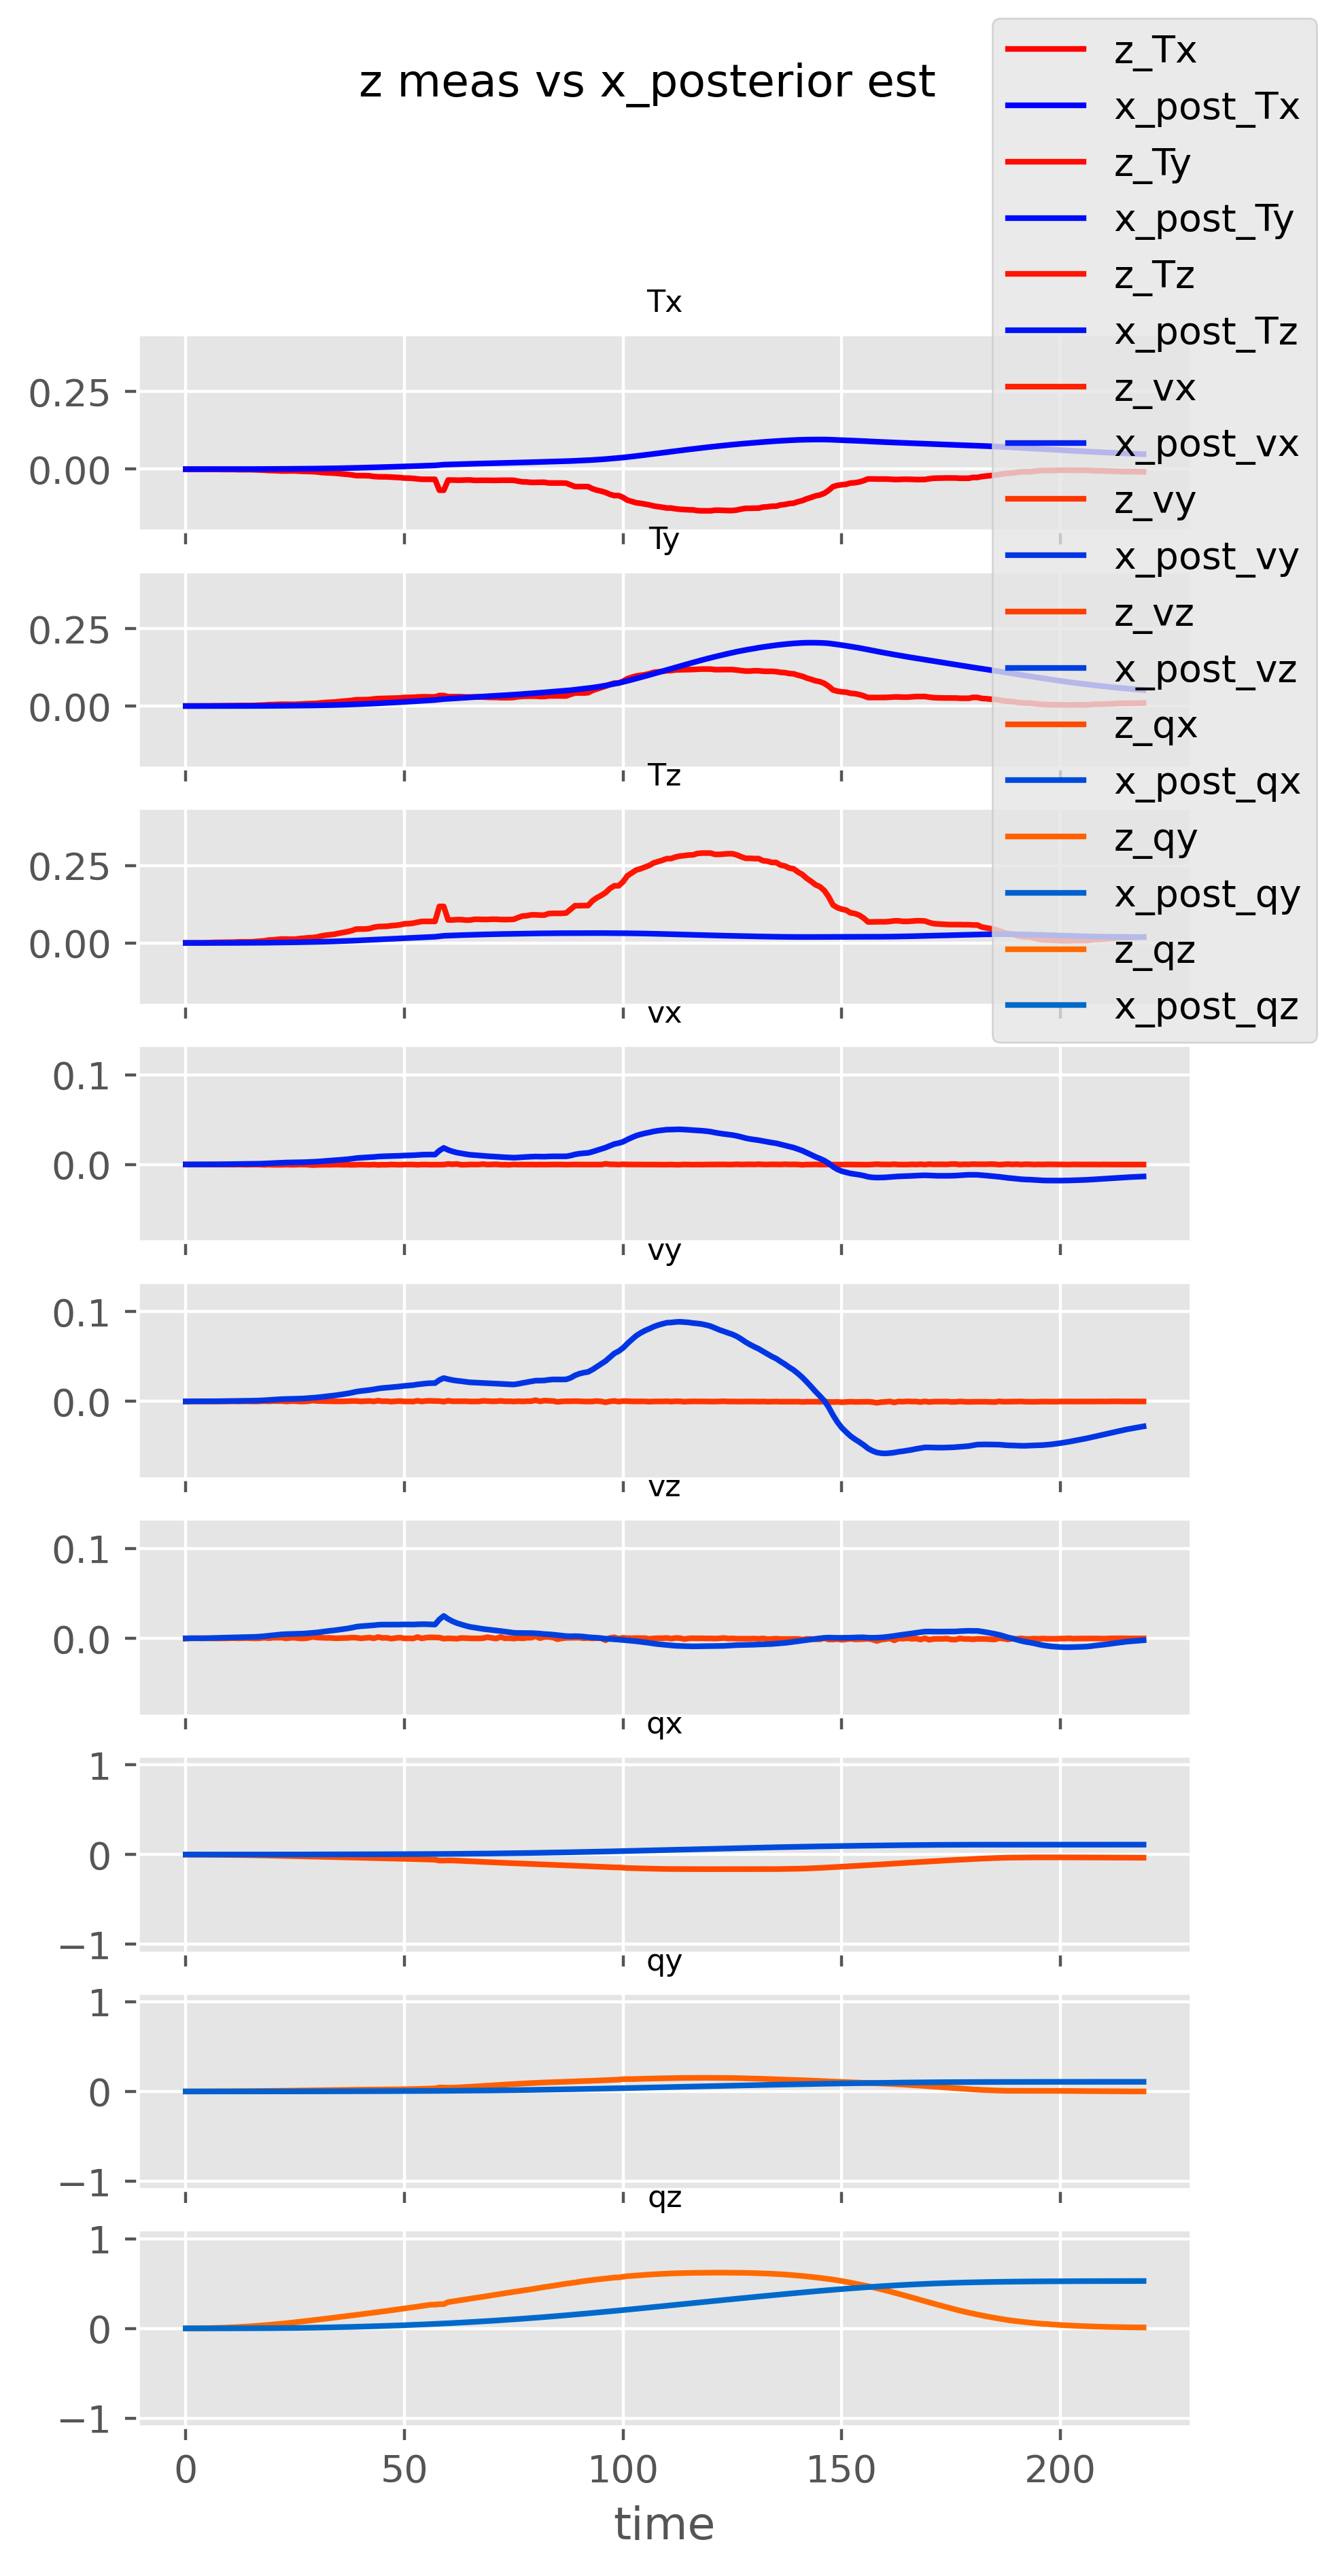 z meas vs x_posterior est
z_Tx
x_post_Tx
z_Ty
x_post_Ty
z_Tz
x_post_Tz
z_vx
x_post_vx
z_vy
x_post_vy
z_vz
x_post_vz
z_qx
x_post_qx
z_qy
x_post_qy
z_qz
x_post_qz
Tx
0.25
0.00
Ty
0.25
0.00
Tz
0.25
0.00
vx
0.1
0.0
vy
0.1
0.0
vz
0.1
0.0
qx
1
0
−1
qy
1
0
−1
qz
1
0
−1
0 50 100 150 200
time